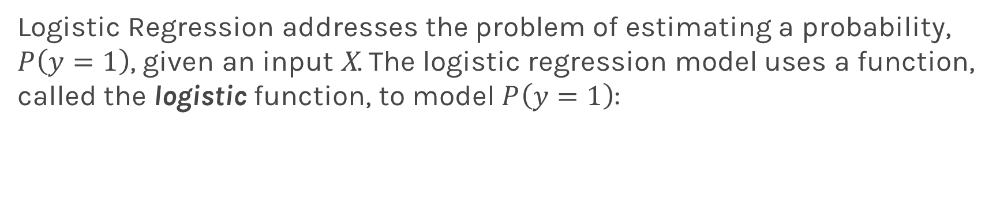 Logistic Regression addresses the problem of estimating a probability,
P(y = 1), given an input X. The logistic regression model uses a function,
called the logistic function, to model P(y = 1):